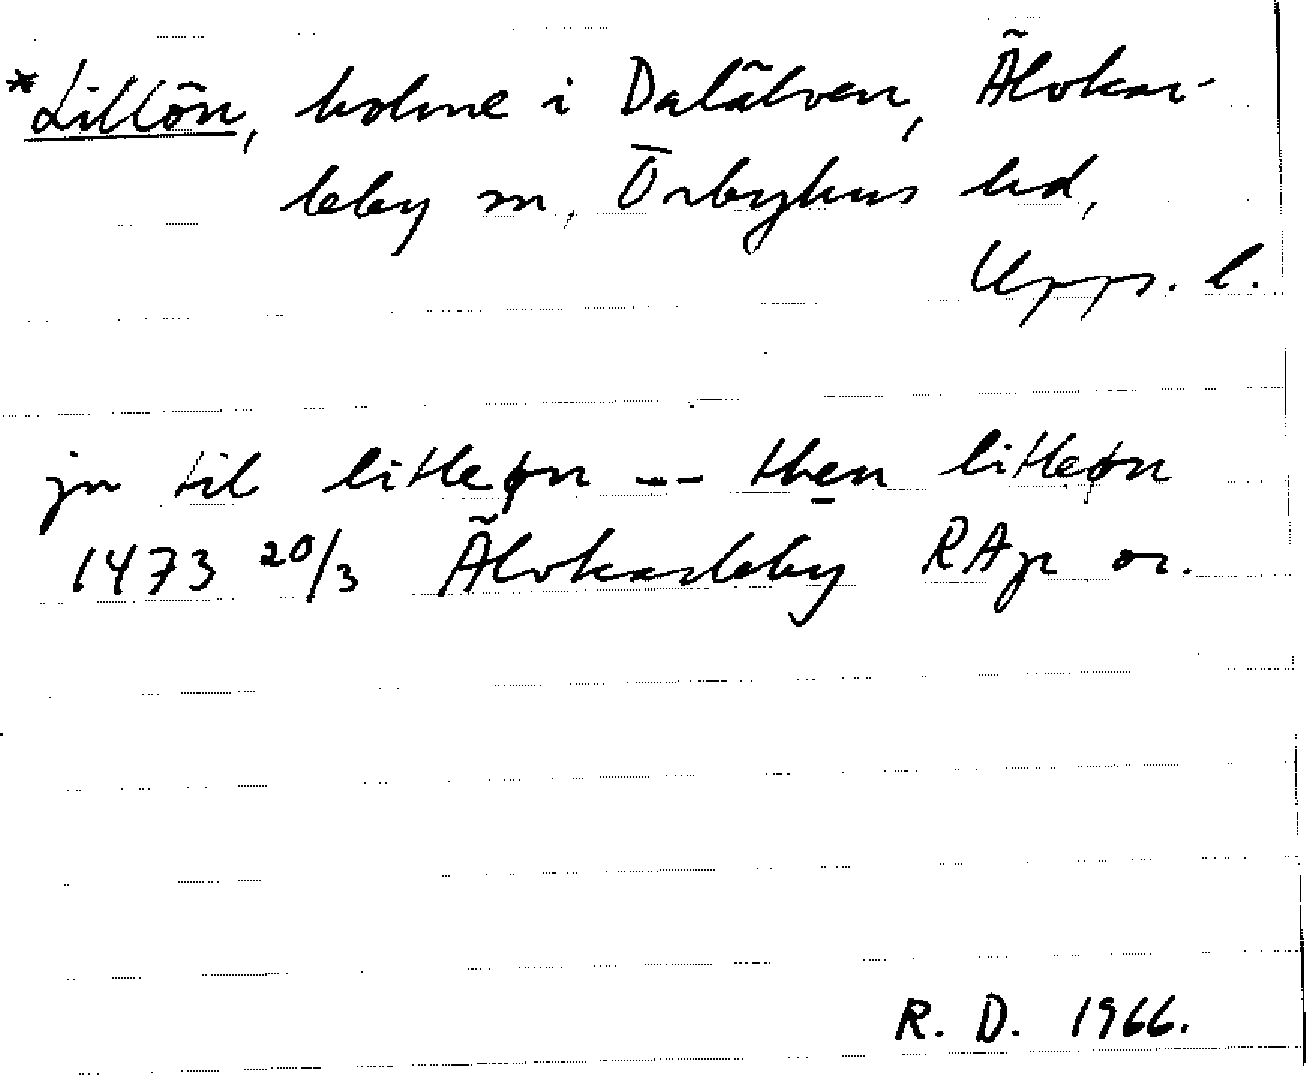 *Lillön, holme i Dalälven, Älvkar-
leby sn, Örbyhus hd,
Upps. l.
jn til litleøn --- then litleøn
1473 20/3 Älvkarleby RAp or.
R. D. 1966.